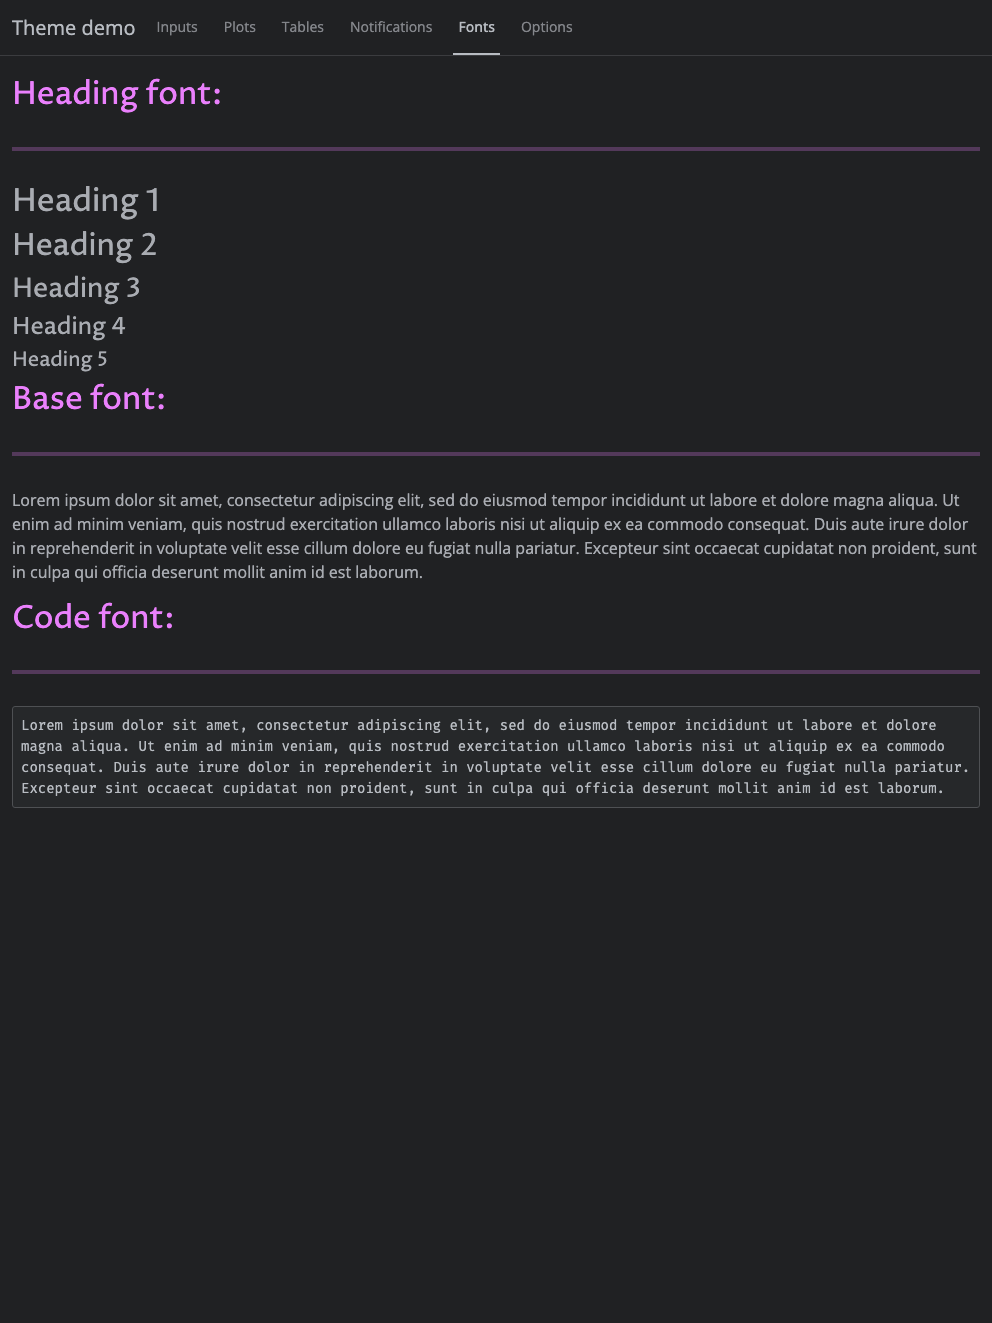 Theme demo Inputs Plots Tables Notifications Fonts Options
Heading font:
Heading 1
Heading 2
Heading 3
Heading 4
Heading 5
Base font:
Lorem ipsum dolor sit amet, consectetur adipiscing elit, sed do eiusmod tempor incididunt ut labore et dolore magna aliqua. Ut
enim ad minim veniam, quis nostrud exercitation ullamco laboris nisi ut aliquip ex ea commodo consequat. Duis aute irure dolor
in reprehenderit in voluptate velit esse cillum dolore eu fugiat nulla pariatur. Excepteur sint occaecat cupidatat non proident, sunt
in culpa qui officia deserunt mollit anim id est laborum.
Code font:
Lorem ipsum dolor sit amet, consectetur adipiscing elit, sed do eiusmod tempor incididunt ut labore et dolore
magna aliqua. Ut enim ad minim veniam, quis nostrud exercitation ullamco laboris nisi ut aliquip ex ea commodo
consequat. Duis aute irure dolor in reprehenderit in voluptate velit esse cillum dolore eu fugiat nulla pariatur.
Excepteur sint occaecat cupidatat non proident, sunt in culpa qui officia deserunt mollit anim id est laborum.